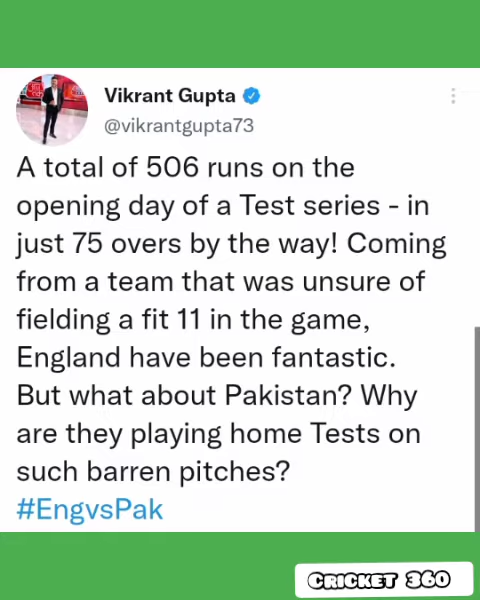 Vikrant Gupta
@vikrantgupta73
A total of 506 runs on the
opening day of a Test series - in
just 75 overs by the way! Coming
from a team that was unsure of
fielding a fit 11 in the game,
England have been fantastic.
But what about Pakistan? Why
are they playing home Tests on
such barren pitches?
#EngvsPak
CRICKET 360